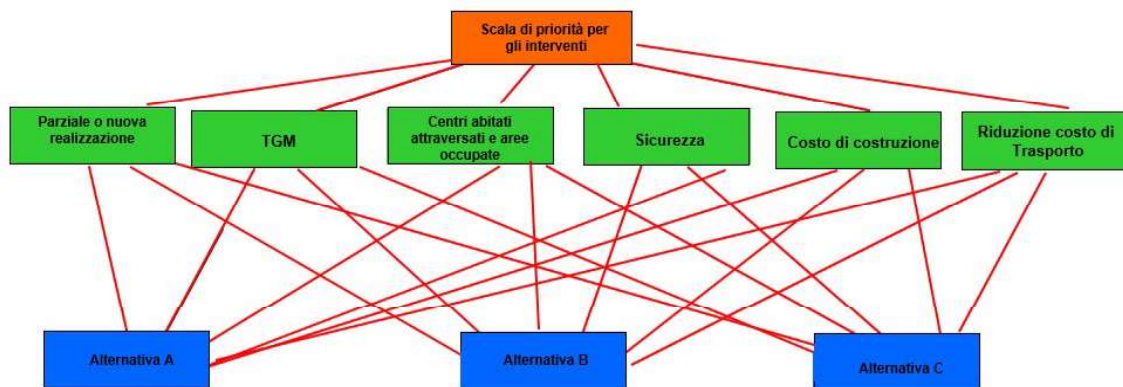 Scala di priorità per
gli interventi
Parziale o nuova
realizzazione
TGM
Centri abitati
attraversati e aree
occupate
Sicurezza
Costo di costruzione
Riduzione costo di
Trasporto
Alternativa A
Alternativa B
Alternativa C